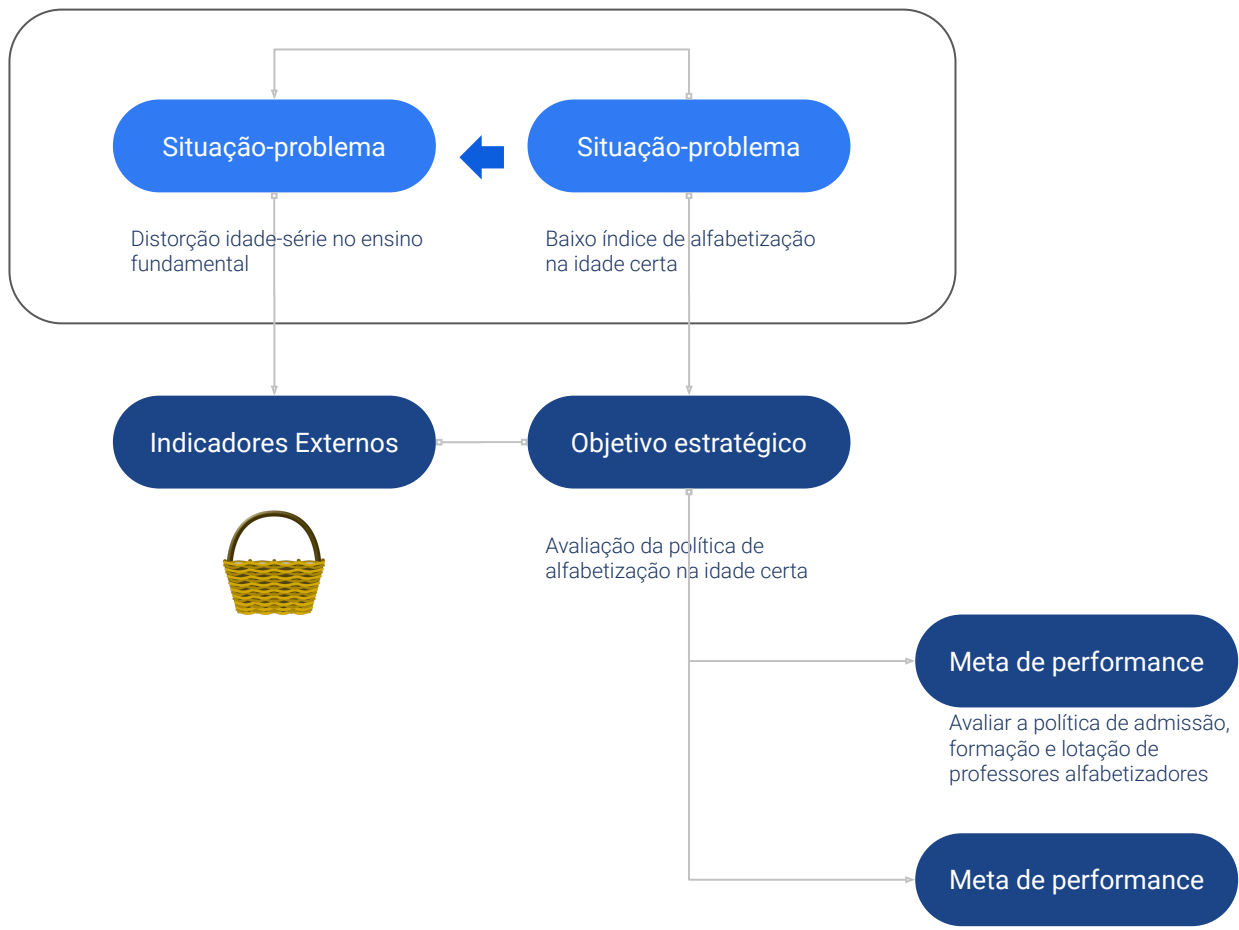 Situação-problema
Situação-problema
Distorção idade-série no ensino
fundamental
Baixo índice de alfabetização
na idade certa
Indicadores Externos
Objetivo estratégico
Avaliação da política de
alfabetização na idade certa
Meta de performance
Avaliar a política de admissão,
formação e lotação de
professores alfabetizadores
Meta de performance